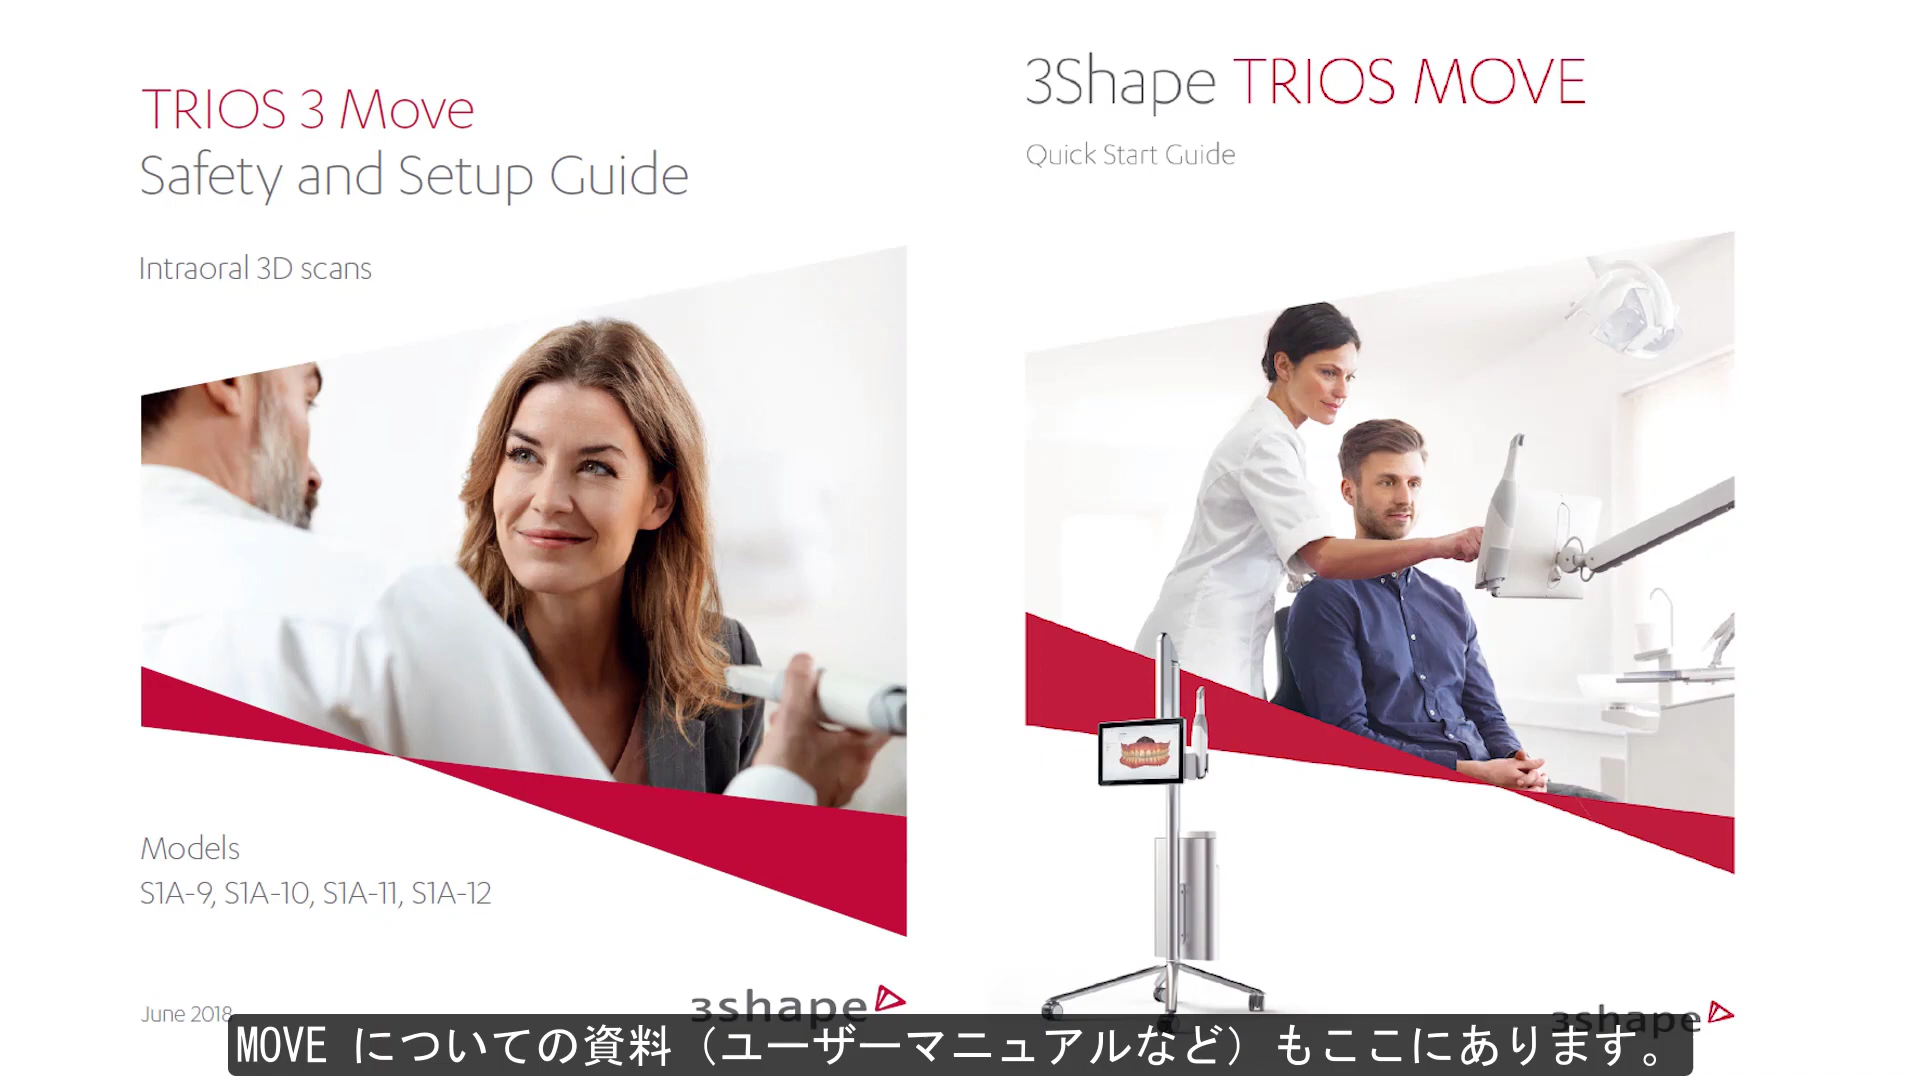 TRIOS 3 Move
Safety and Setup Guide
Intraoral 3D scans
Models
S1A-9, S1A-10, S1A-11, S1A-12
June 2018
3shape
3Shape TRIOS MOVE
Quick Start Guide
3shape
MOVE についての資料（ユーザーマニュアルなど）もここにあります。